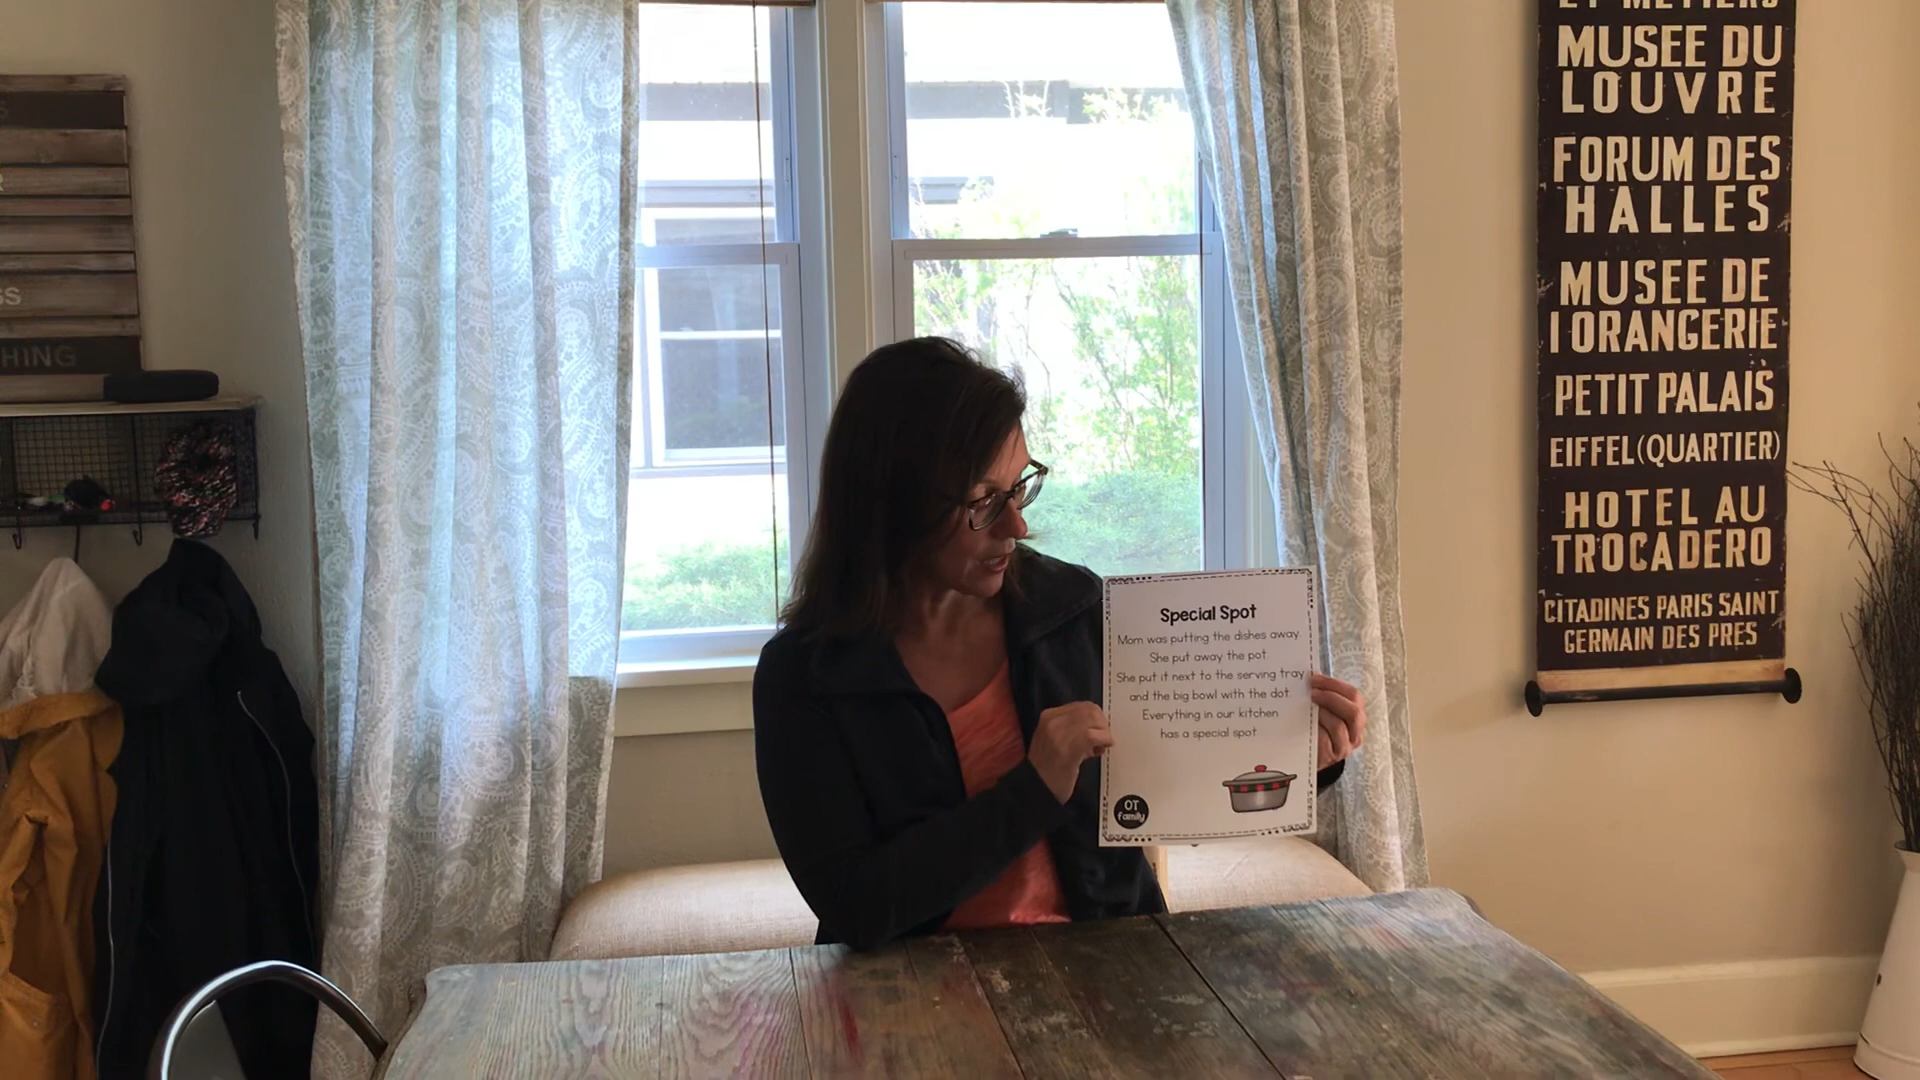 HING
Special Spot
Mom was putting the dishes away.
She put away the pot.
She put it next to the serving tray
and the big bowl with the dot.
Everything in our kitchen
has a special spot.
OT
family
ET METIERS
MUSEE DU
LOUVRE
FORUM DES
HALLES
MUSEE DE
l ORANGERIE
PETIT PALAIS
EIFFEL (QUARTIER)
HOTEL AU
TROCADERO
CITADINES PARIS SAINT
GERMAIN DES PRES